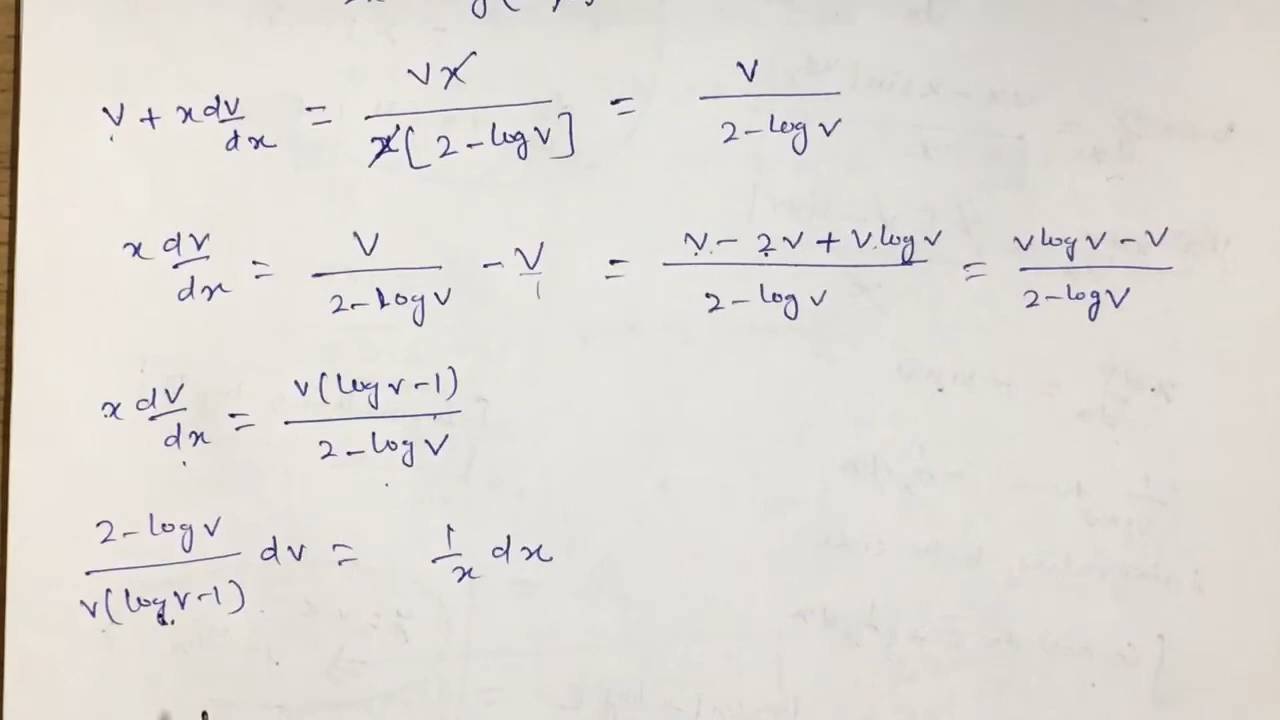 v + x dv/dx = vx / x[2 - log v] = v / 2 - log v
x dv/dx = v / 2 - log v - v/1 = v - 2v + v.log v / 2 - log v = v log v - v / 2 - log v
x dv/dx = v(log v - 1) / 2 - log v
2 - log v / v(log v - 1) dv = 1/x dx